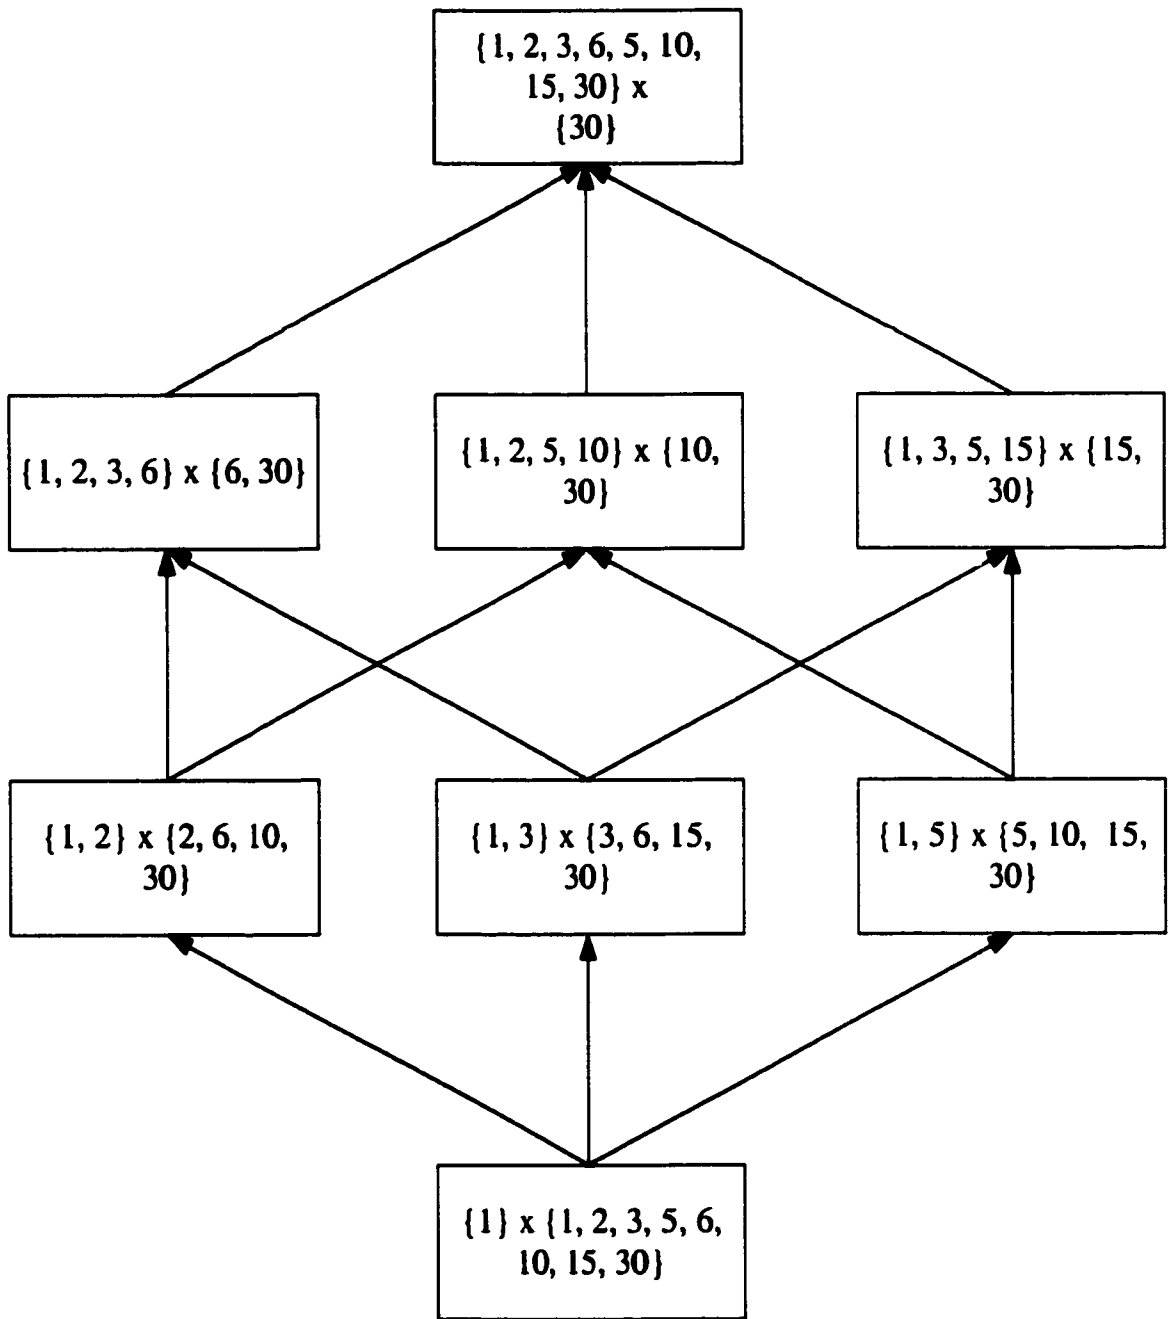 {1, 2, 3, 6, 5, 10,
15, 30} x
{30}
{1, 2, 3, 6} x {6, 30}
{1, 2, 5, 10} x {10,
30}
{1, 3, 5, 15} x {15,
30}
{1, 2} x {2, 6, 10,
30}
{1, 3} x {3, 6, 15,
30}
{1, 5} x {5, 10, 15,
30}
{1} x {1, 2, 3, 5, 6,
10, 15, 30}